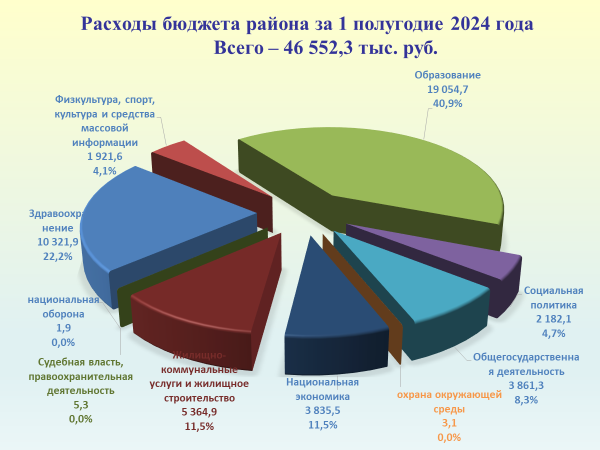 Расходы бюджета района за 1 полугодие 2024 года
Всего – 46 552,3 тыс. руб.
Образование
19 054,7
40,9%
Физкультура, спорт,
культура и средства
массовой
информации
1 921,6
4,1%
Здравоохр
нение
10 321,9
22,2%
национальная
оборона
1,9
0,0%
Судебная власть,
правоохранительная
деятельность
5,3
0,0%
Жилищно-
коммунальные
услуги и жилищное
строительство
5 364,9
11,5%
Национальная
экономика
3 835,5
11,5%
охрана окружающей
среды
3,1
0,0%
Общегосударственна
я деятельность
3 861,3
8,3%
Социальная
политика
2 182,1
4,7%